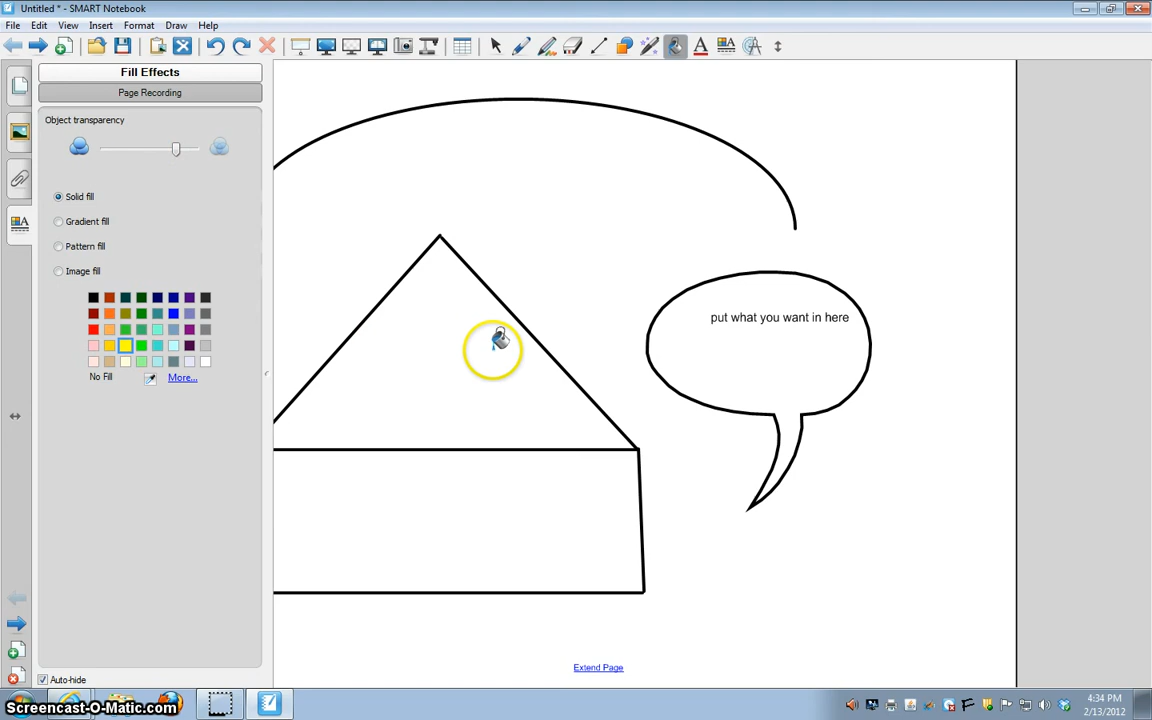 Untitled * - SMART Notebook
File Edit View Insert Format Draw Help
Fill Effects
Page Recording
Object transparency
Solid fill
Gradient fill
Pattern fill
Image fill
No Fill
More...
put what you want in here
Extend Page
Auto-hide
Screencast-O-Matic.com
4:34 PM
2/13/2012